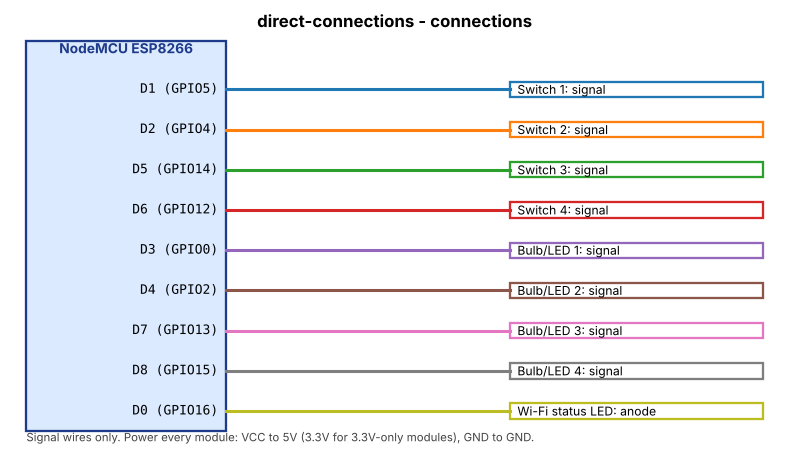 direct-connections - connections
NodeMCU ESP8266
D1 (GPIO5)
Switch 1: signal
D2 (GPIO4)
Switch 2: signal
D5 (GPIO14)
Switch 3: signal
D6 (GPIO12)
Switch 4: signal
D3 (GPIO0)
Bulb/LED 1: signal
D4 (GPIO2)
Bulb/LED 2: signal
D7 (GPIO13)
Bulb/LED 3: signal
D8 (GPIO15)
Bulb/LED 4: signal
D0 (GPIO16)
Wi-Fi status LED: anode
Signal wires only. Power every module: VCC to 5V (3.3V for 3.3V-only modules), GND to GND.